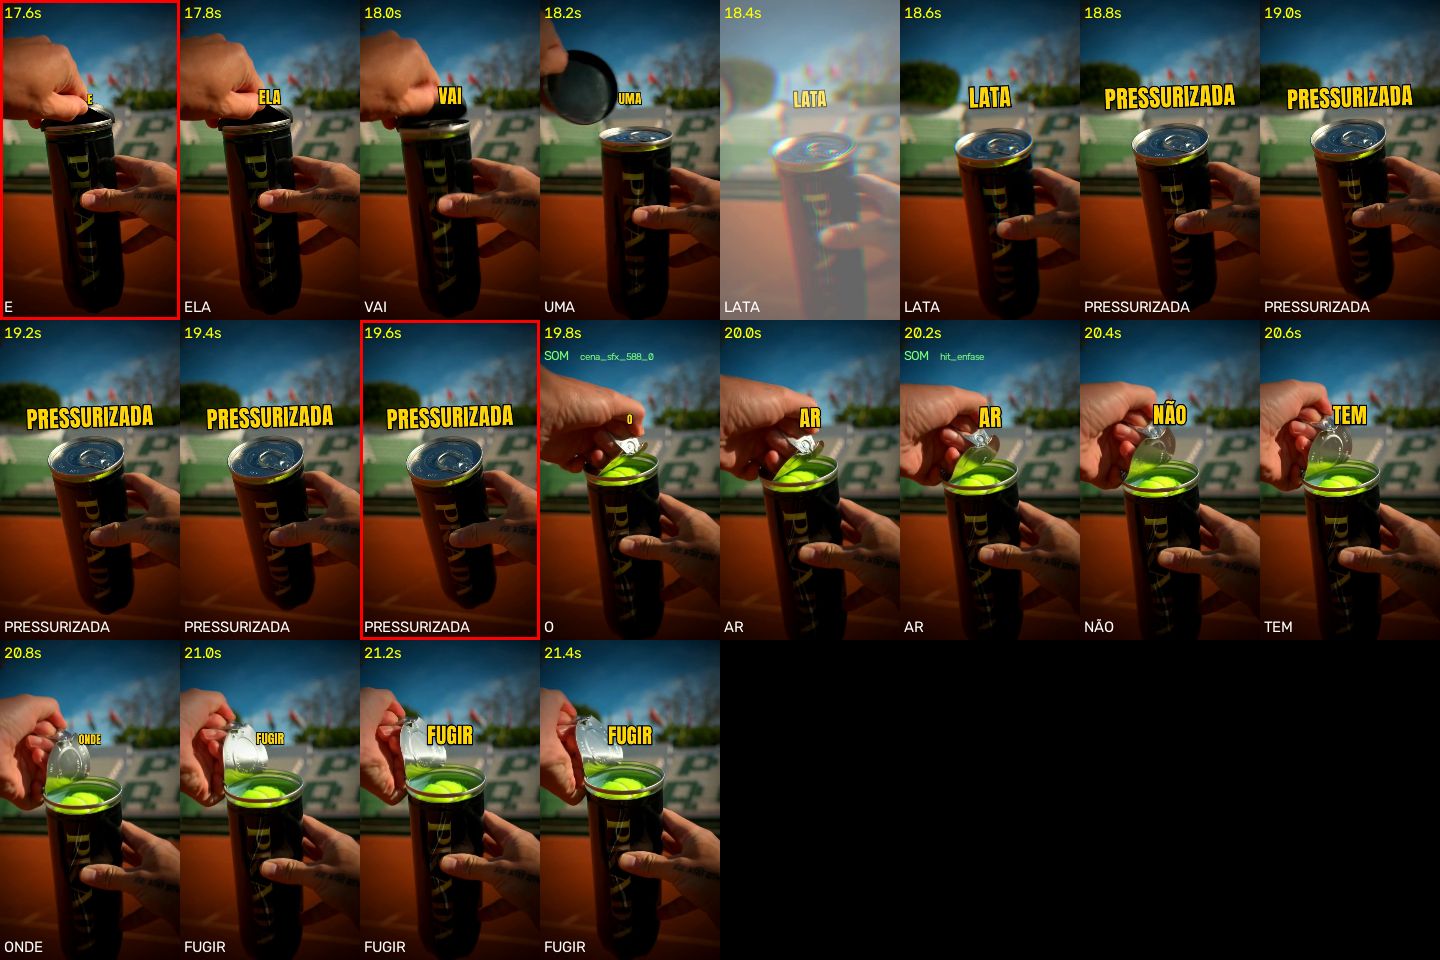 17.6s
17.8s
18.0s
18.2s
18.4s
18.6s
18.8s
19.0s
E
ELA
VAI
UMA
LATA
LATA
PRESSURIZADA
PRESSURIZADA
E
ELA
VAI
UMA
LATA
LATA
PRESSURIZADA
PRESSURIZADA
19.2s
19.4s
19.6s
19.8s
20.0s
20.2s
20.4s
20.6s
SOM cena_sfx_588_0
SOM hit_enfase
PRESSURIZADA
PRESSURIZADA
PRESSURIZADA
O
AR
AR
NÃO
TEM
PRESSURIZADA
PRESSURIZADA
PRESSURIZADA
O
AR
AR
NÃO
TEM
20.8s
21.0s
21.2s
21.4s
ONDE
FUGIR
FUGIR
FUGIR
ONDE
FUGIR
FUGIR
FUGIR